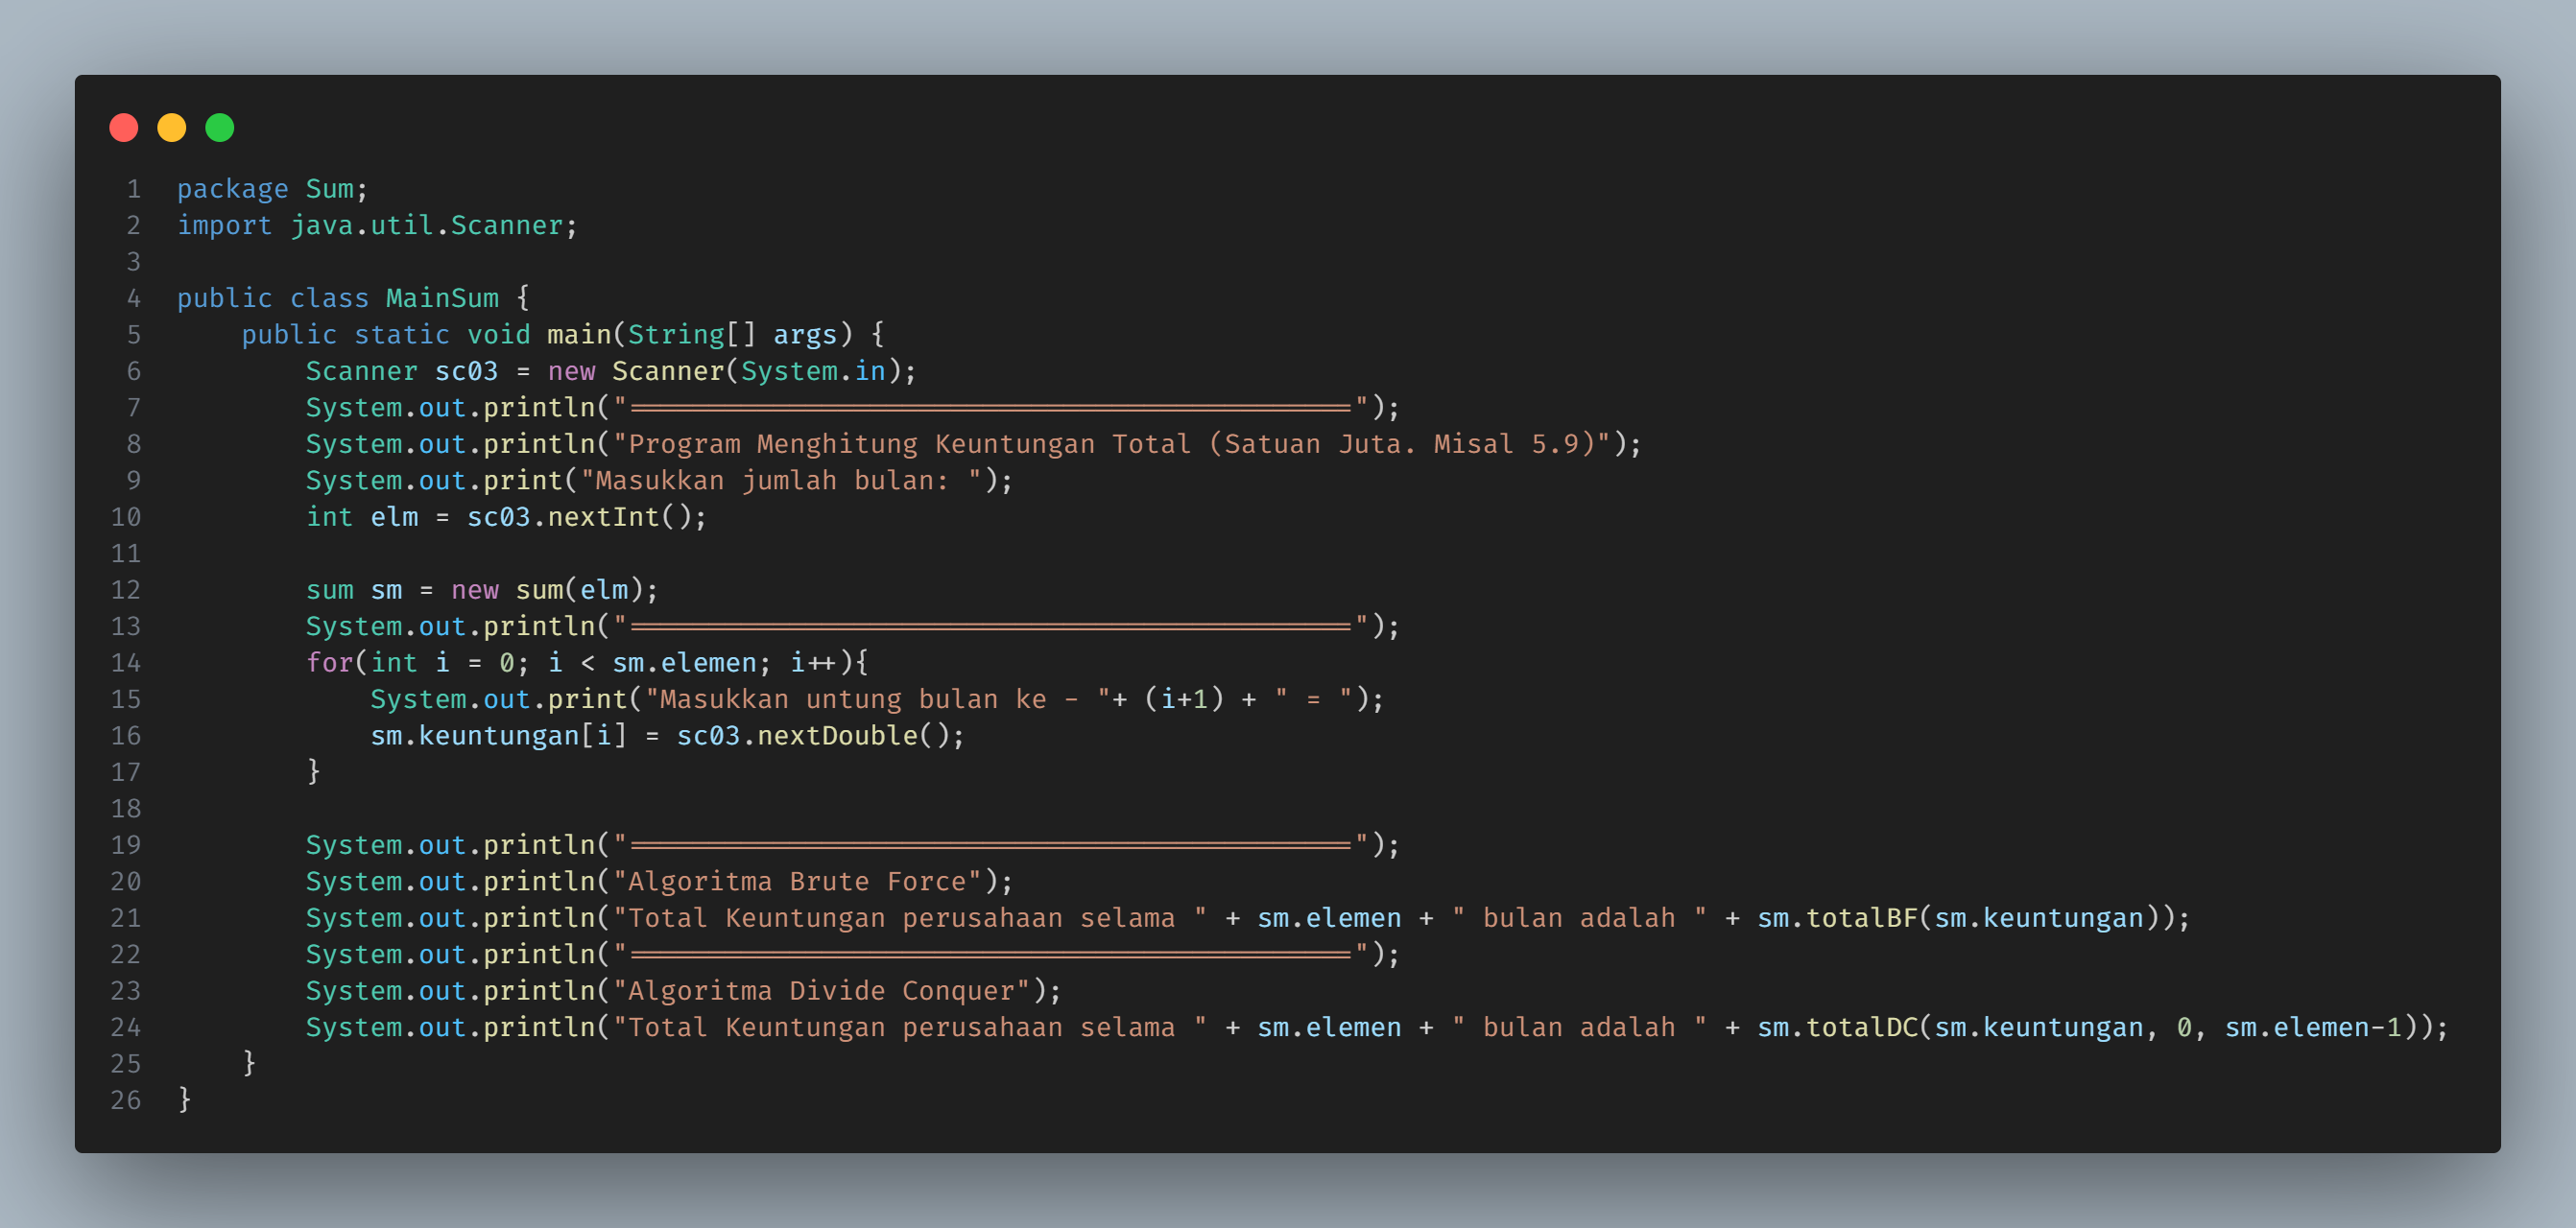 1 package Sum;
2 import java.util.Scanner;
3
4 public class MainSum {
5     public static void main(String[] args) {
6         Scanner sc03 = new Scanner(System.in);
7         System.out.println("=============================================");
8         System.out.println("Program Menghitung Keuntungan Total (Satuan Juta. Misal 5.9)");
9         System.out.print("Masukkan jumlah bulan: ");
10         int elm = sc03.nextInt();
11
12         sum sm = new sum(elm);
13         System.out.println("=============================================");
14         for(int i = 0; i < sm.elemen; i++){
15             System.out.print("Masukkan untung bulan ke - "+ (i+1) + " = ");
16             sm.keuntungan[i] = sc03.nextDouble();
17         }
18
19         System.out.println("=============================================");
20         System.out.println("Algoritma Brute Force");
21         System.out.println("Total Keuntungan perusahaan selama " + sm.elemen + " bulan adalah " + sm.totalBF(sm.keuntungan));
22         System.out.println("=============================================");
23         System.out.println("Algoritma Divide Conquer");
24         System.out.println("Total Keuntungan perusahaan selama " + sm.elemen + " bulan adalah " + sm.totalDC(sm.keuntungan, 0, sm.elemen-1));
25     }
26 }